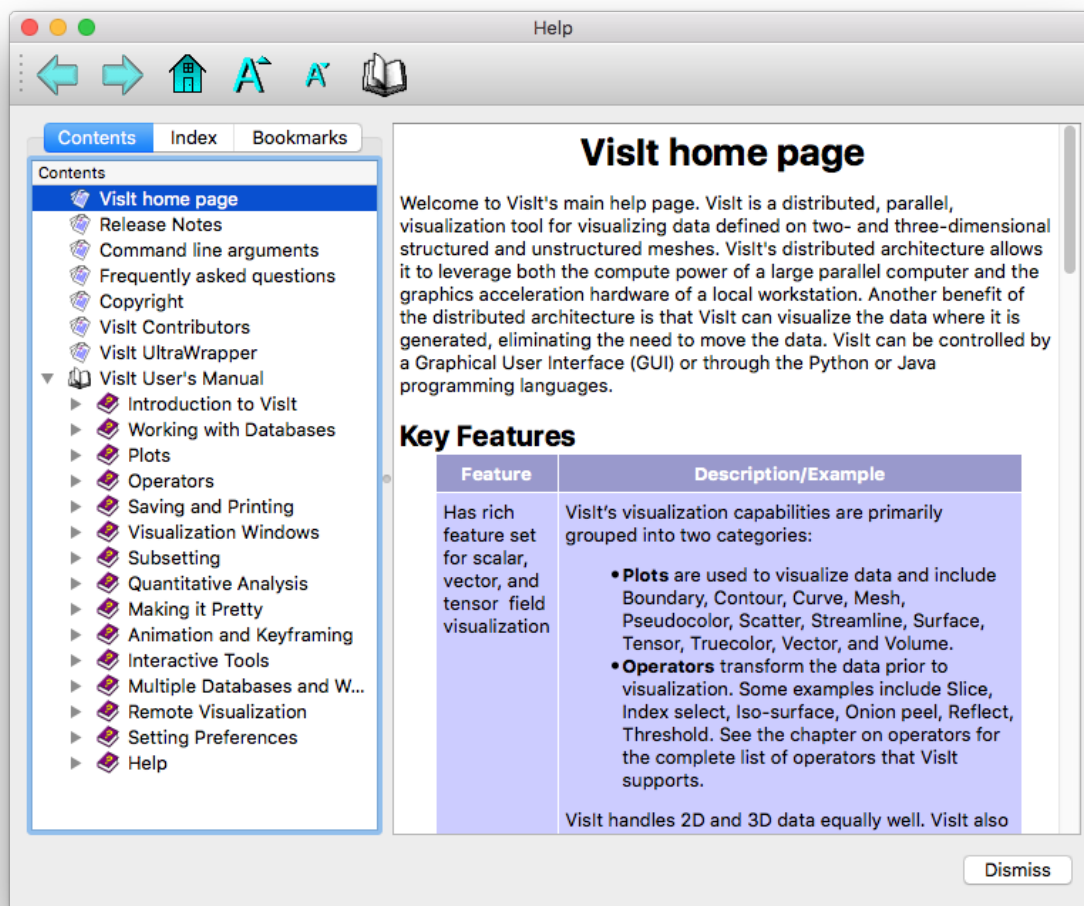 Help
Contents
Index
Bookmarks
Contents
VisIt home page
Release Notes
Command line arguments
Frequently asked questions
Copyright
VisIt Contributors
VisIt UltraWrapper
VisIt User's Manual
Introduction to VisIt
Working with Databases
Plots
Operators
Saving and Printing
Visualization Windows
Subsetting
Quantitative Analysis
Making it Pretty
Animation and Keyframing
Interactive Tools
Multiple Databases and W...
Remote Visualization
Setting Preferences
Help
VisIt home page
Welcome to VisIt's main help page. VisIt is a distributed, parallel,
visualization tool for visualizing data defined on two- and three-dimensional
structured and unstructured meshes. VisIt's distributed architecture allows
it to leverage both the compute power of a large parallel computer and the
graphics acceleration hardware of a local workstation. Another benefit of
the distributed architecture is that VisIt can visualize the data where it is
generated, eliminating the need to move the data. VisIt can be controlled by
a Graphical User Interface (GUI) or through the Python or Java
programming languages.
Key Features
Feature
Description/Example
Has rich
feature set
for scalar,
vector, and
tensor field
visualization
VisIt's visualization capabilities are primarily
grouped into two categories:
• Plots are used to visualize data and include
Boundary, Contour, Curve, Mesh,
Pseudocolor, Scatter, Streamline, Surface,
Tensor, Truecolor, Vector, and Volume.
• Operators transform the data prior to
visualization. Some examples include Slice,
Index select, Iso-surface, Onion peel, Reflect,
Threshold. See the chapter on operators for
the complete list of operators that VisIt
supports.
VisIt handles 2D and 3D data equally well. VisIt also
Dismiss